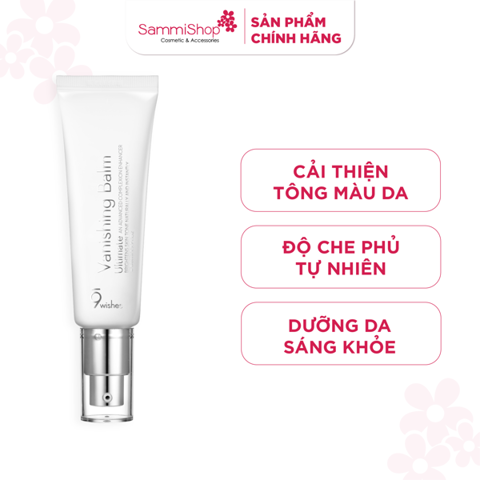 SammiShop
Cosmetic & Accessories
SẢN PHẨM
CHÍNH HÃNG
Vanishing Balm
Ultimate
9wishes
CẢI THIỆN
TÔNG MÀU DA
ĐỘ CHE PHỦ
TỰ NHIÊN
DƯỠNG DA
SÁNG KHỎE